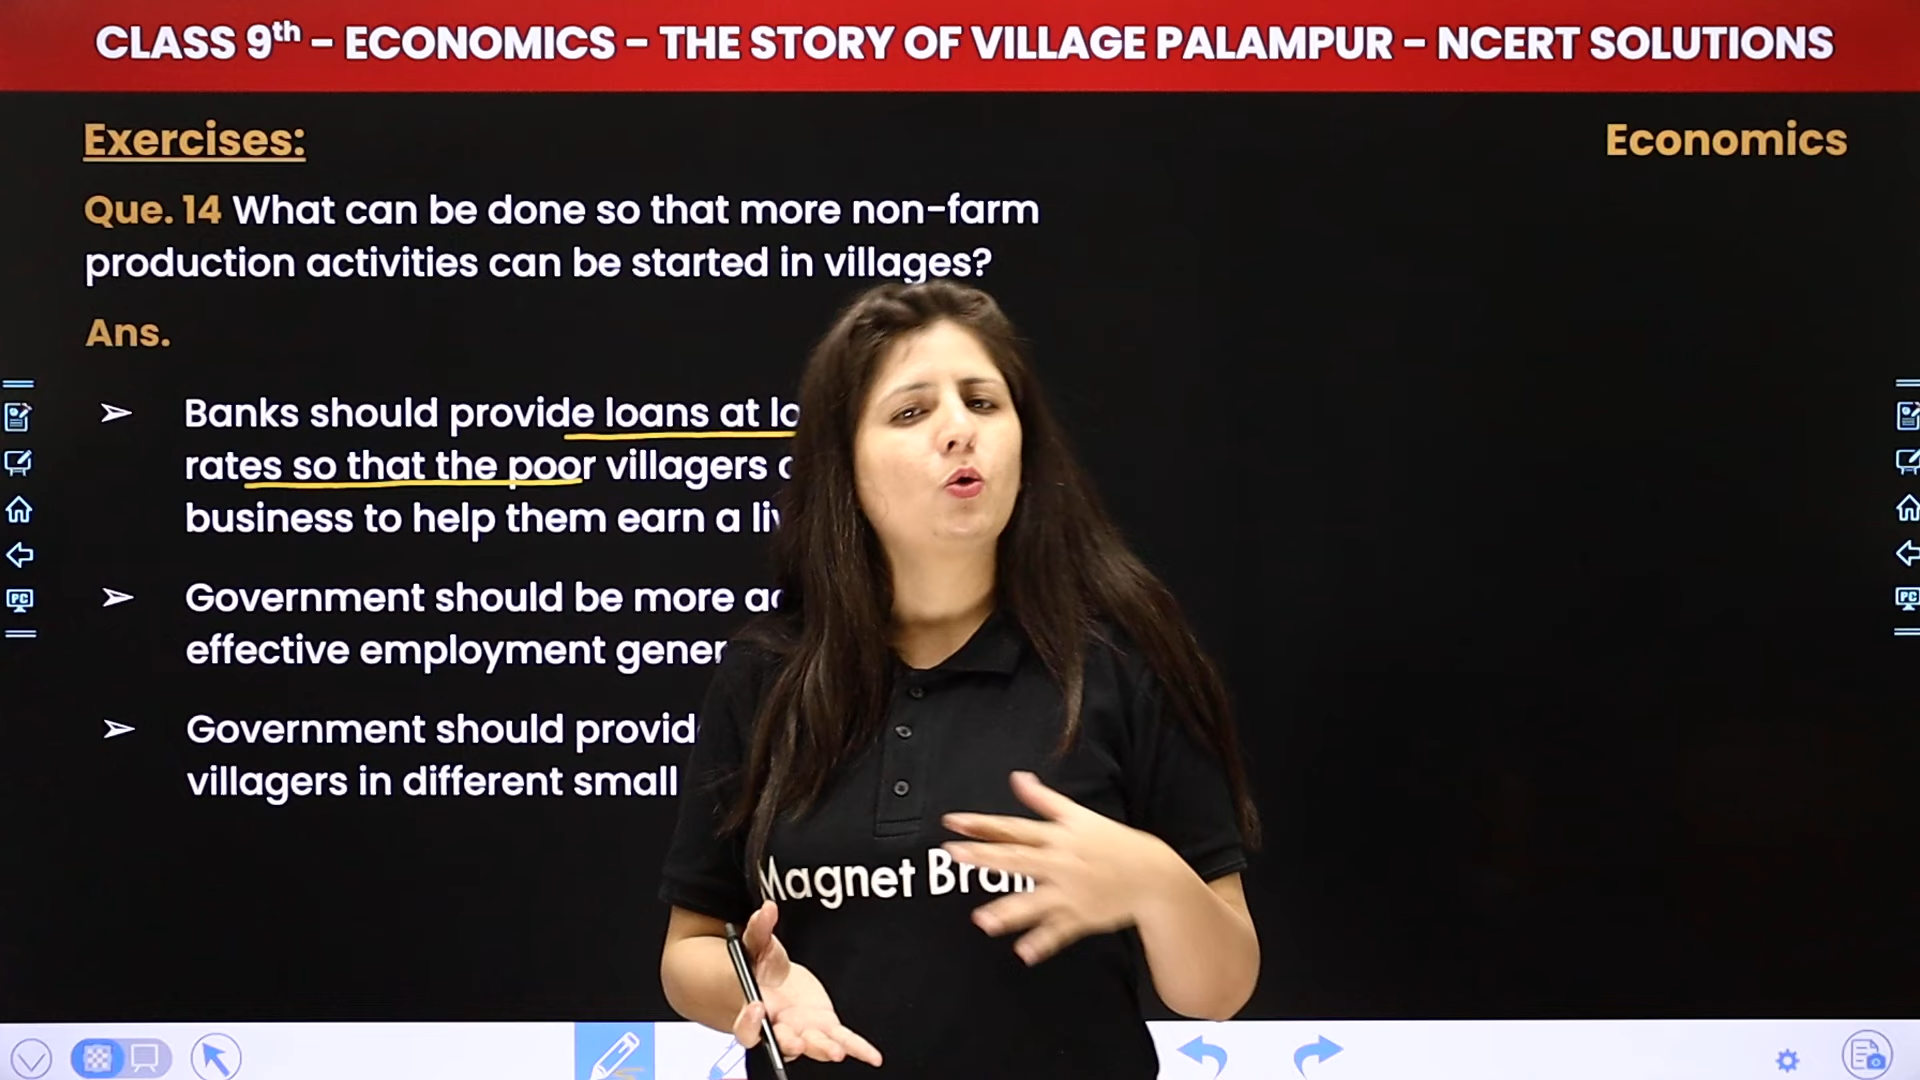 CLASS 9th - ECONOMICS - THE STORY OF VILLAGE PALAMPUR - NCERT SOLUTIONS
Exercises:
Economics
Que. 14 What can be done so that more non-farm
production activities can be started in villages?
Ans.
➢ Banks should provide loans at
rates so that the poor villagers
business to help them earn a
➢ Government should be more
effective employment
➢ Government should
villagers in different small
Magnet
PC
PC